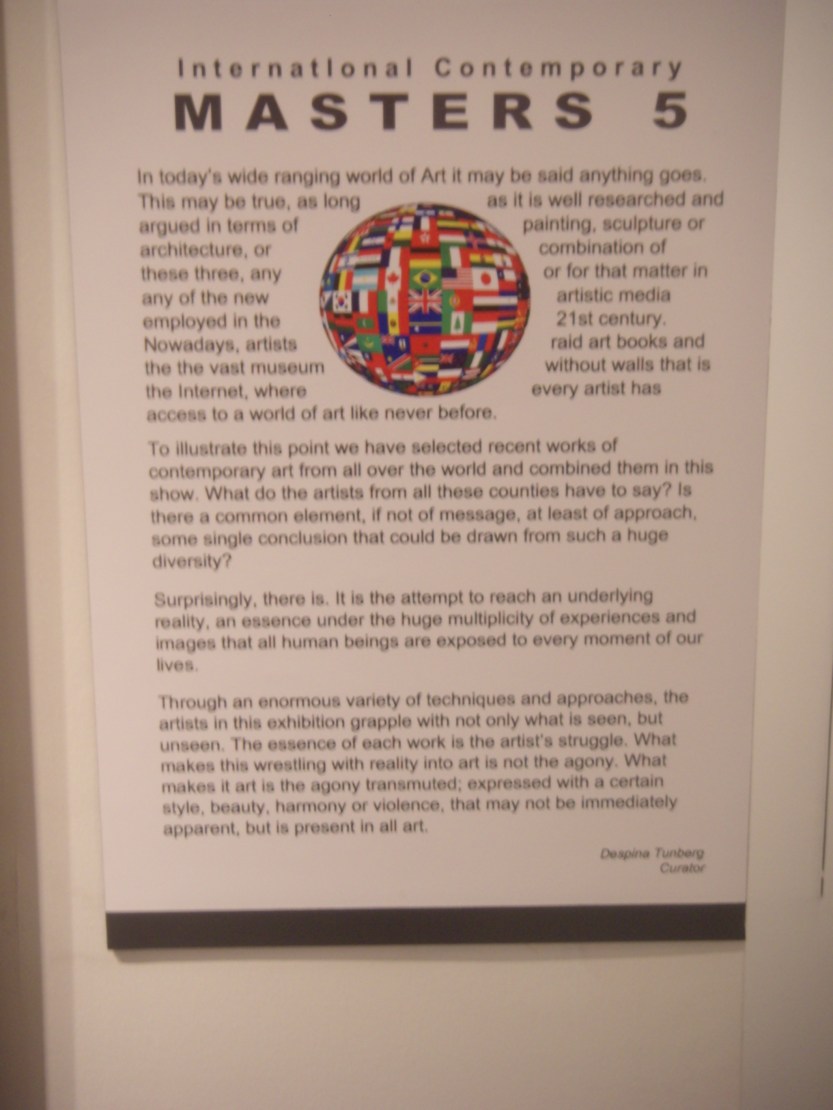 International Contemporary
MASTERS 5
In today's wide ranging world of Art it may be said anything goes.
This may be true, as long as it is well researched and
argued in terms of painting, sculpture or
architecture, or combination of
these three, any or for that matter in
any of the new artistic media
employed in the 21st century.
Nowadays, artists raid art books and
the the vast museum without walls that is
the Internet, where every artist has
access to a world of art like never before.
To illustrate this point we have selected recent works of
contemporary art from all over the world and combined them in this
show. What do the artists from all these counties have to say? Is
there a common element, if not of message, at least of approach,
some single conclusion that could be drawn from such a huge
diversity?
Surprisingly, there is. It is the attempt to reach an underlying
reality, an essence under the huge multiplicity of experiences and
images that all human beings are exposed to every moment of our
lives.
Through an enormous variety of techniques and approaches, the
artists in this exhibition grapple with not only what is seen, but
unseen. The essence of each work is the artist's struggle. What
makes this wrestling with reality into art is not the agony. What
makes it art is the agony transmuted; expressed with a certain
style, beauty, harmony or violence, that may not be immediately
apparent, but is present in all art.
Despina Tunberg
Curator